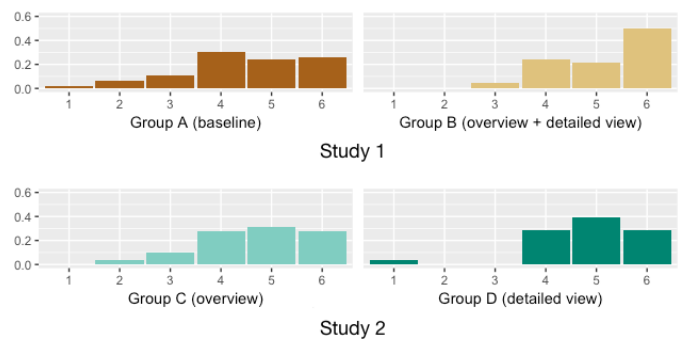 0.6
0.4
0.2
0.0
1 2 3 4 5 6 1 2 3 4 5 6
Group A (baseline) Group B (overview + detailed view)
Study 1
0.6
0.4
0.2
0.0
1 2 3 4 5 6 1 2 3 4 5 6
Group C (overview) Group D (detailed view)
Study 2